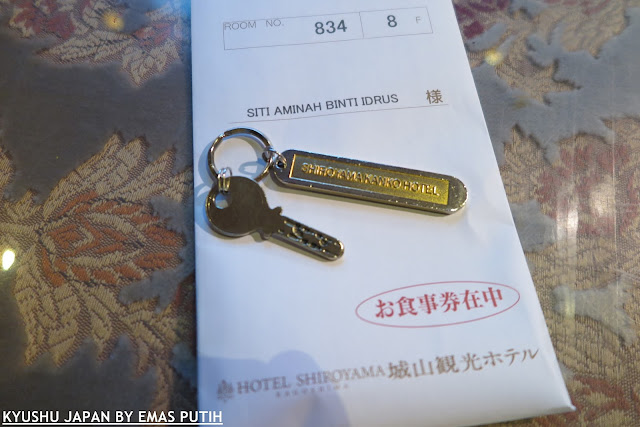 ROOM NO. 834 8 F
SITI AMINAH BINTI IDRUS 様
SHIROYAMA KANKO HOTEL
お食事券在中
HOTEL SHIROYAMA 城山観光ホテル
KAGOSHIMA
KYUSHU JAPAN BY EMAS PUTIH